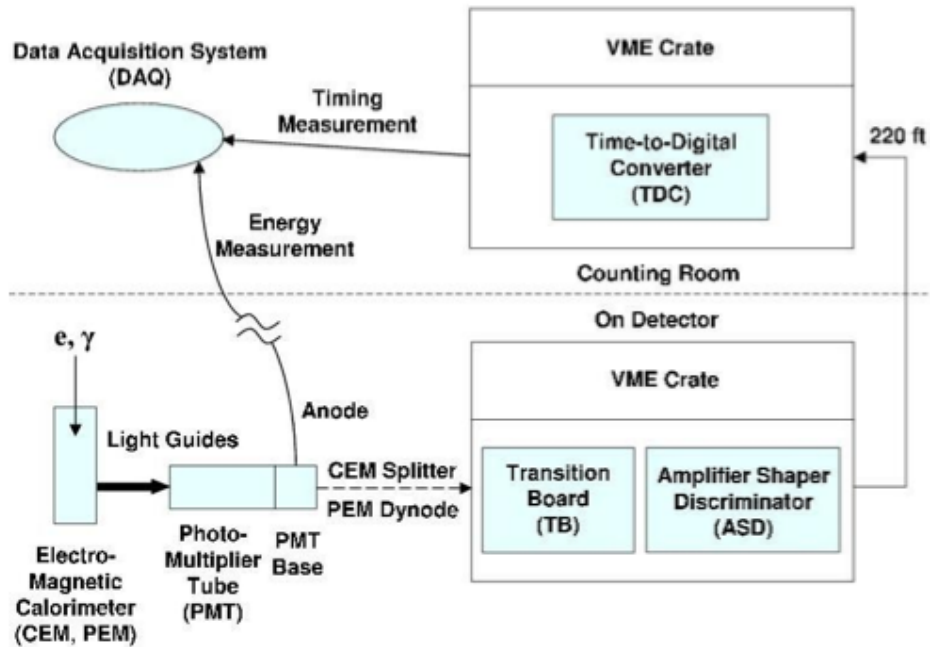 Data Acquisition System
(DAQ)
Timing
Measurement
VME Crate
Time-to-Digital
Converter
(TDC)
220 ft
Energy
Measurement
Counting Room
On Detector
e, γ
VME Crate
Anode
Light Guides
CEM Splitter
PEM Dynode
Transition
Board
(TB)
Amplifier Shaper
Discriminator
(ASD)
Electro-
Magnetic
Calorimeter
(CEM, PEM)
Photo-
Multiplier
Tube
(PMT)
PMT
Base